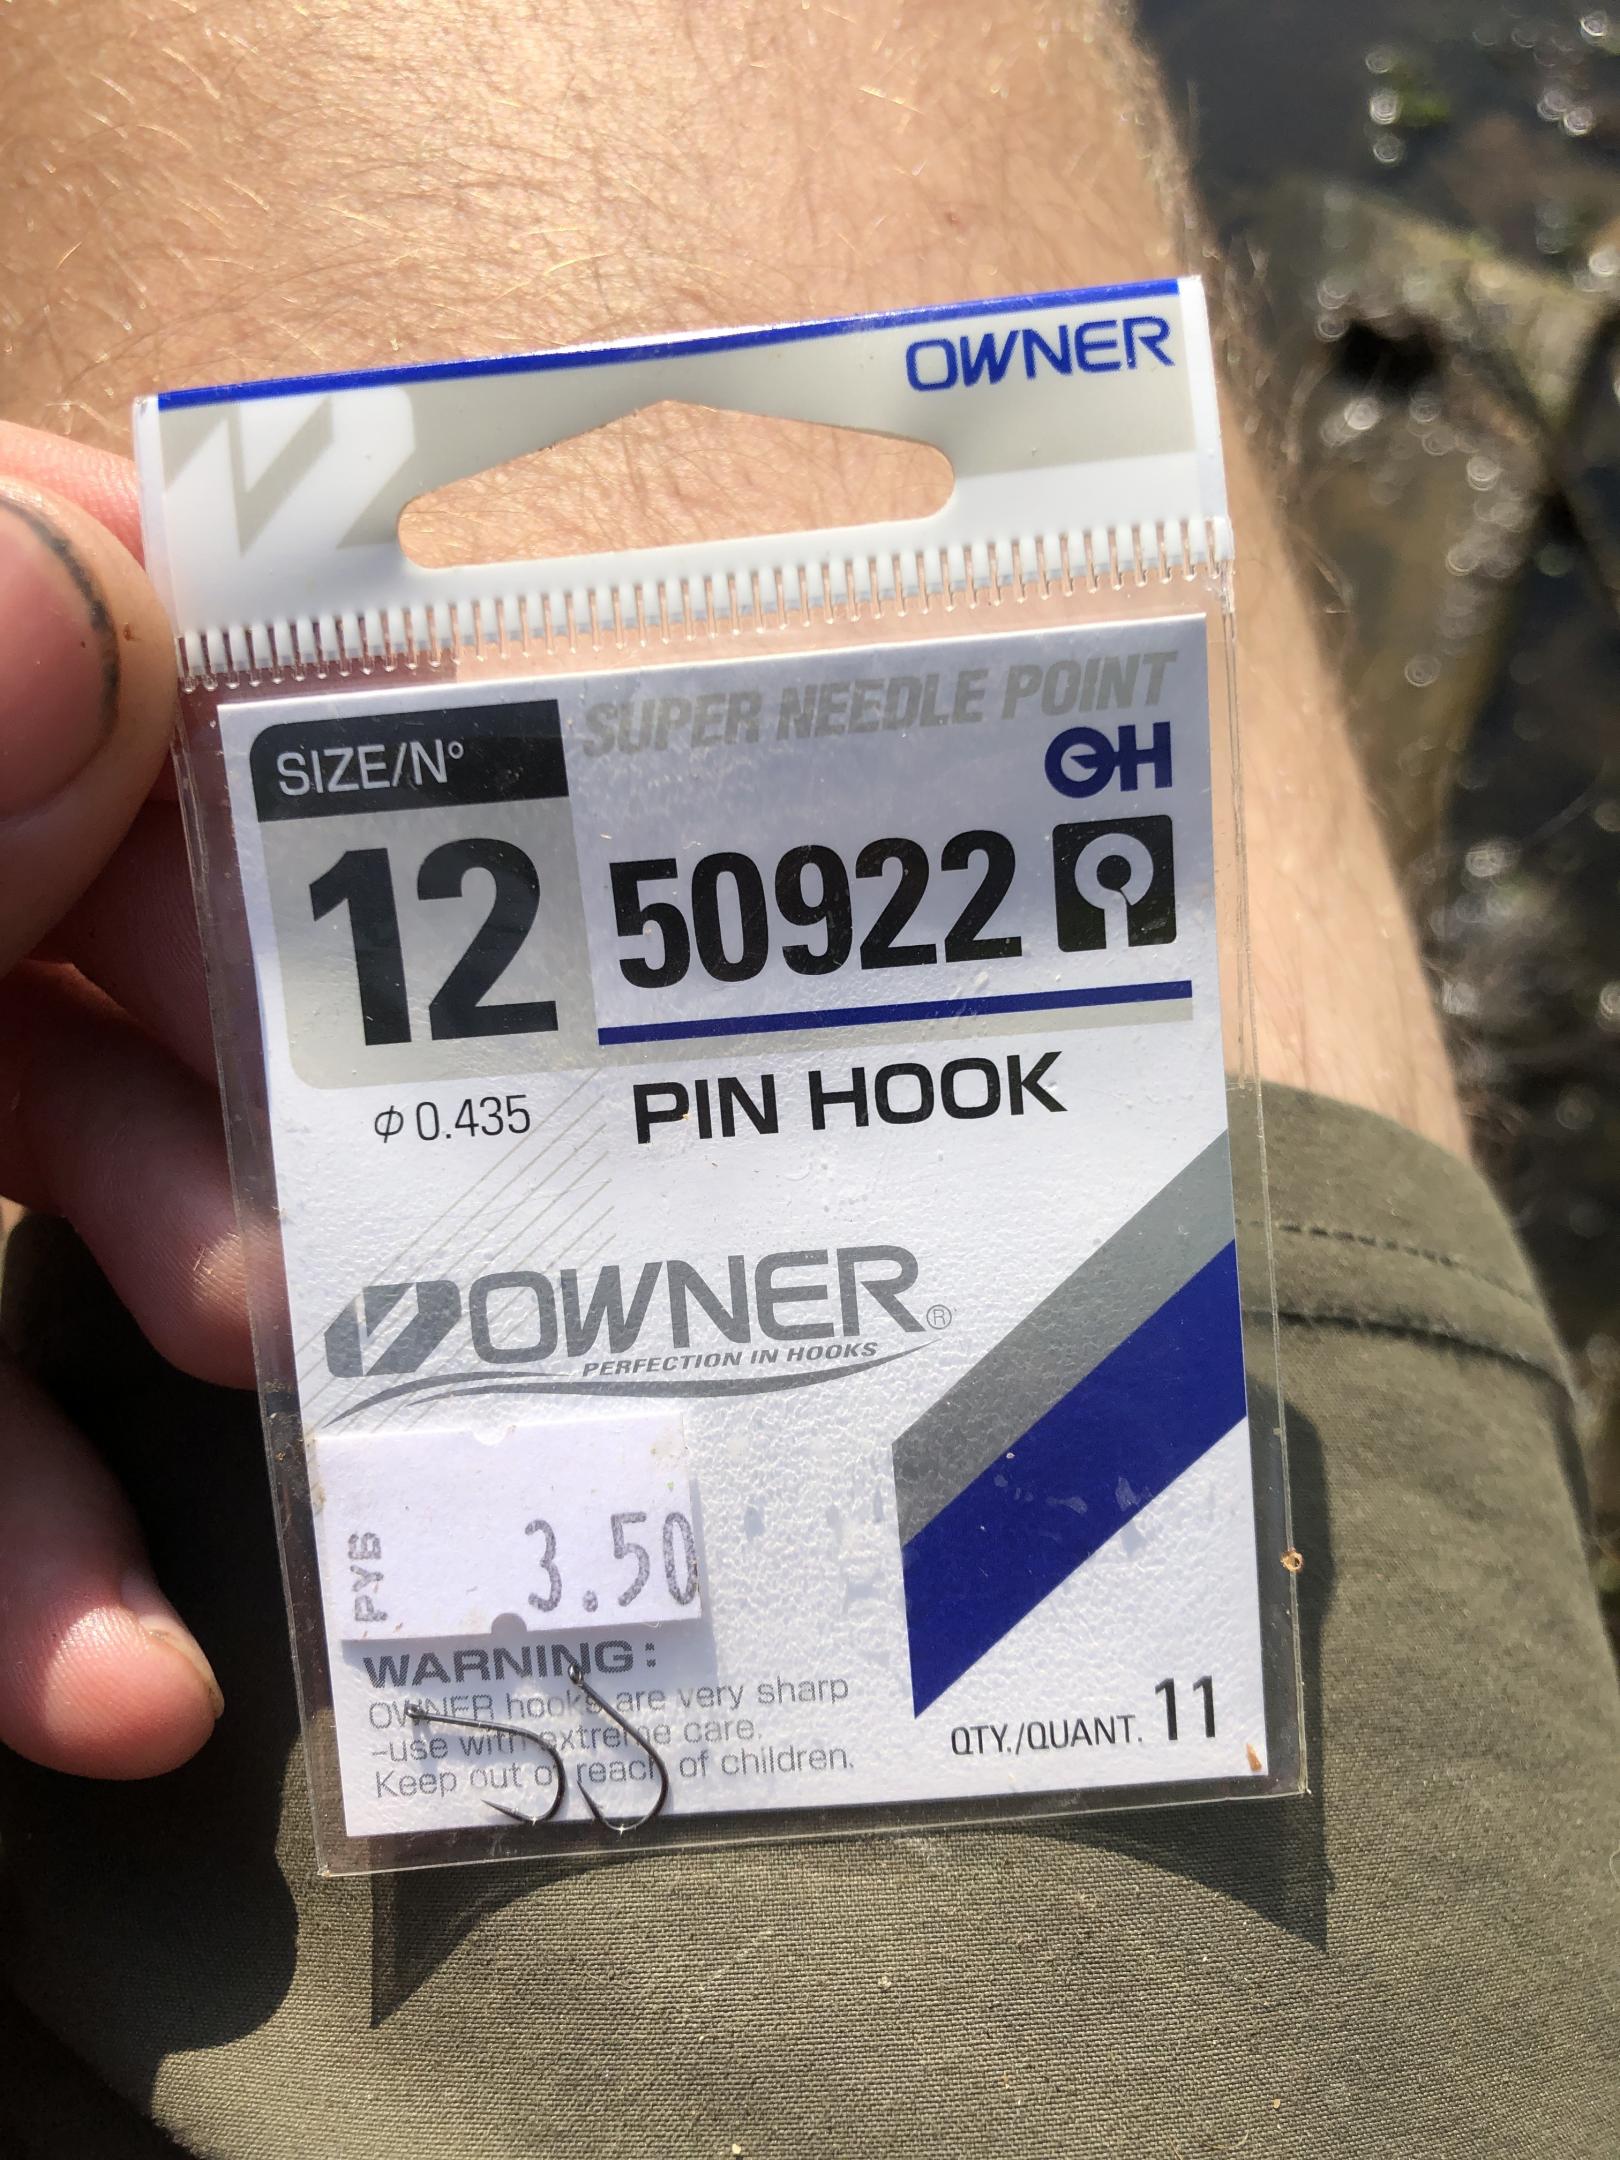 OWNER
SUPER NEEDLE POINT
SIZE/Nº
OH
12
50922
PIN HOOK
Φ0.435
OWNER®
PERFECTION IN HOOKS
РУБ 3.50
WARNING:
OWNER hooks are very sharp
-use with extreme care.
Keep out of reach of children.
QTY./QUANT. 11